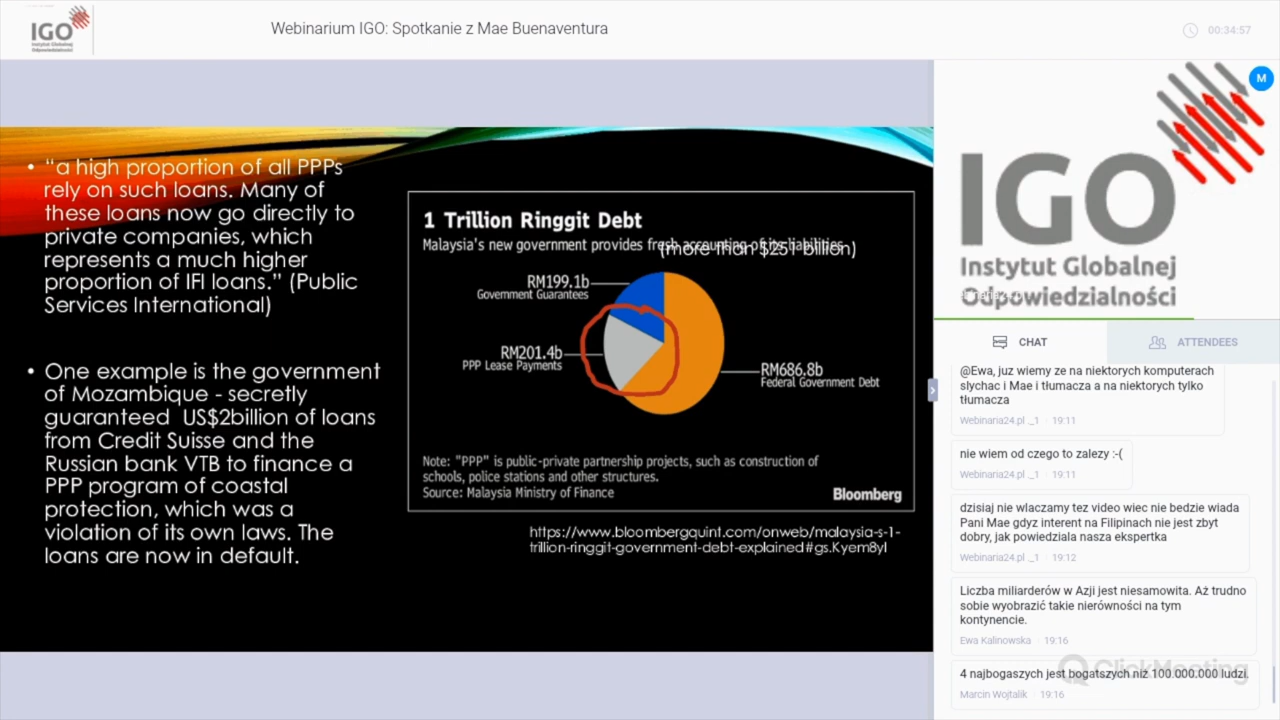 IGO
Instytut Globalnej
Odpowiedzialności
Webinarium IGO: Spotkanie z Mae Buenaventura
00:34:57
• “a high proportion of all PPPs
rely on such loans. Many of
these loans now go directly to
private companies, which
represents a much higher
proportion of IFI loans.” (Public
Services International)
• One example is the government
of Mozambique - secretly
guaranteed US$2billion of loans
from Credit Suisse and the
Russian bank VTB to finance a
PPP program of coastal
protection, which was a
violation of its own laws. The
loans are now in default.
1 Trillion Ringgit Debt
Malaysia's new government provides fresh accounting of its liabilities
(more than $251 billion)
RM199.1b
Government Guarantees
RM201.4b
PPP Lease Payments
RM686.8b
Federal Government Debt
Note: "PPP" is public-private partnership projects, such as construction of
schools, police stations and other structures.
Source: Malaysia Ministry of Finance
Bloomberg
https://www.bloombergquint.com/onweb/malaysia-s-1-
trillion-ringgit-government-debt-explained#gs.Kyem8yI
M
IGO
Instytut Globalnej
Odpowiedzialności
CHAT
ATTENDEES
@Ewa, juz wiemy ze na niektorych komputerach
slychac i Mae i tłumacza a na niektorych tylko
tłumacza
Webinaria24.pl ._1 · 19:11
nie wiem od czego to zalezy :-(
Webinaria24.pl ._1 · 19:11
dzisiaj nie wlaczamy tez video wiec nie bedzie wiada
Pani Mae gdyz interent na Filipinach nie jest zbyt
dobry, jak powiedziala nasza ekspertka
Webinaria24.pl ._1 · 19:12
Liczba miliarderów w Azji jest niesamowita. Aż trudno
sobie wyobrazić takie nierówności na tym
kontynencie.
Ewa Kalinowska · 19:16
4 najbogaszych jest bogatszych niż 100.000.000 ludzi.
Marcin Wojtalik · 19:16
ClickMeeting